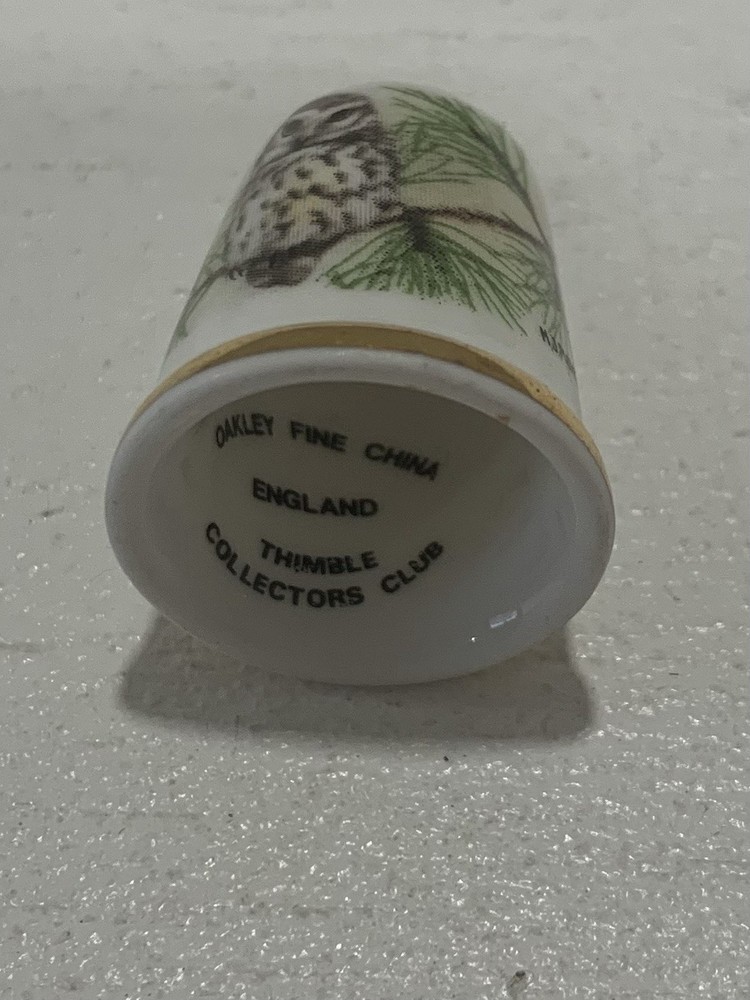 OAKLEY FINE CHINA
ENGLAND
THIMBLE
COLLECTORS CLUB